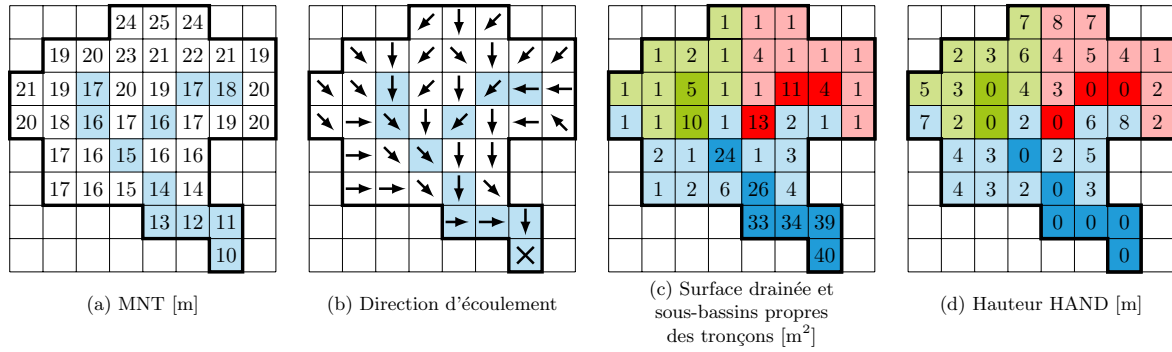 24 25 24
19 20 23 21 22 21 19
21 19 17 19 20 17 18 20
20 18 16 17 16 17 19 20
17 16 15 16 16
17 16 15 14 14
13 12 11
10
(a) MNT [m]
(b) Direction d'écoulement
1 1 1
1 2 1 4 1 1 1
1 1 5 1 1 11 4 1
1 1 10 1 13 2 1 1
2 1 24 1 3
1 2 6 26 4
33 34 39
40
(c) Surface drainée et
sous-bassins propres
des tronçons [m²]
7 8 7
2 3 6 4 5 4 1
5 3 0 4 3 0 0 2
7 2 0 2 0 6 8 2
4 3 0 2 5
4 3 2 0 3
0 0 0
0
(d) Hauteur HAND [m]